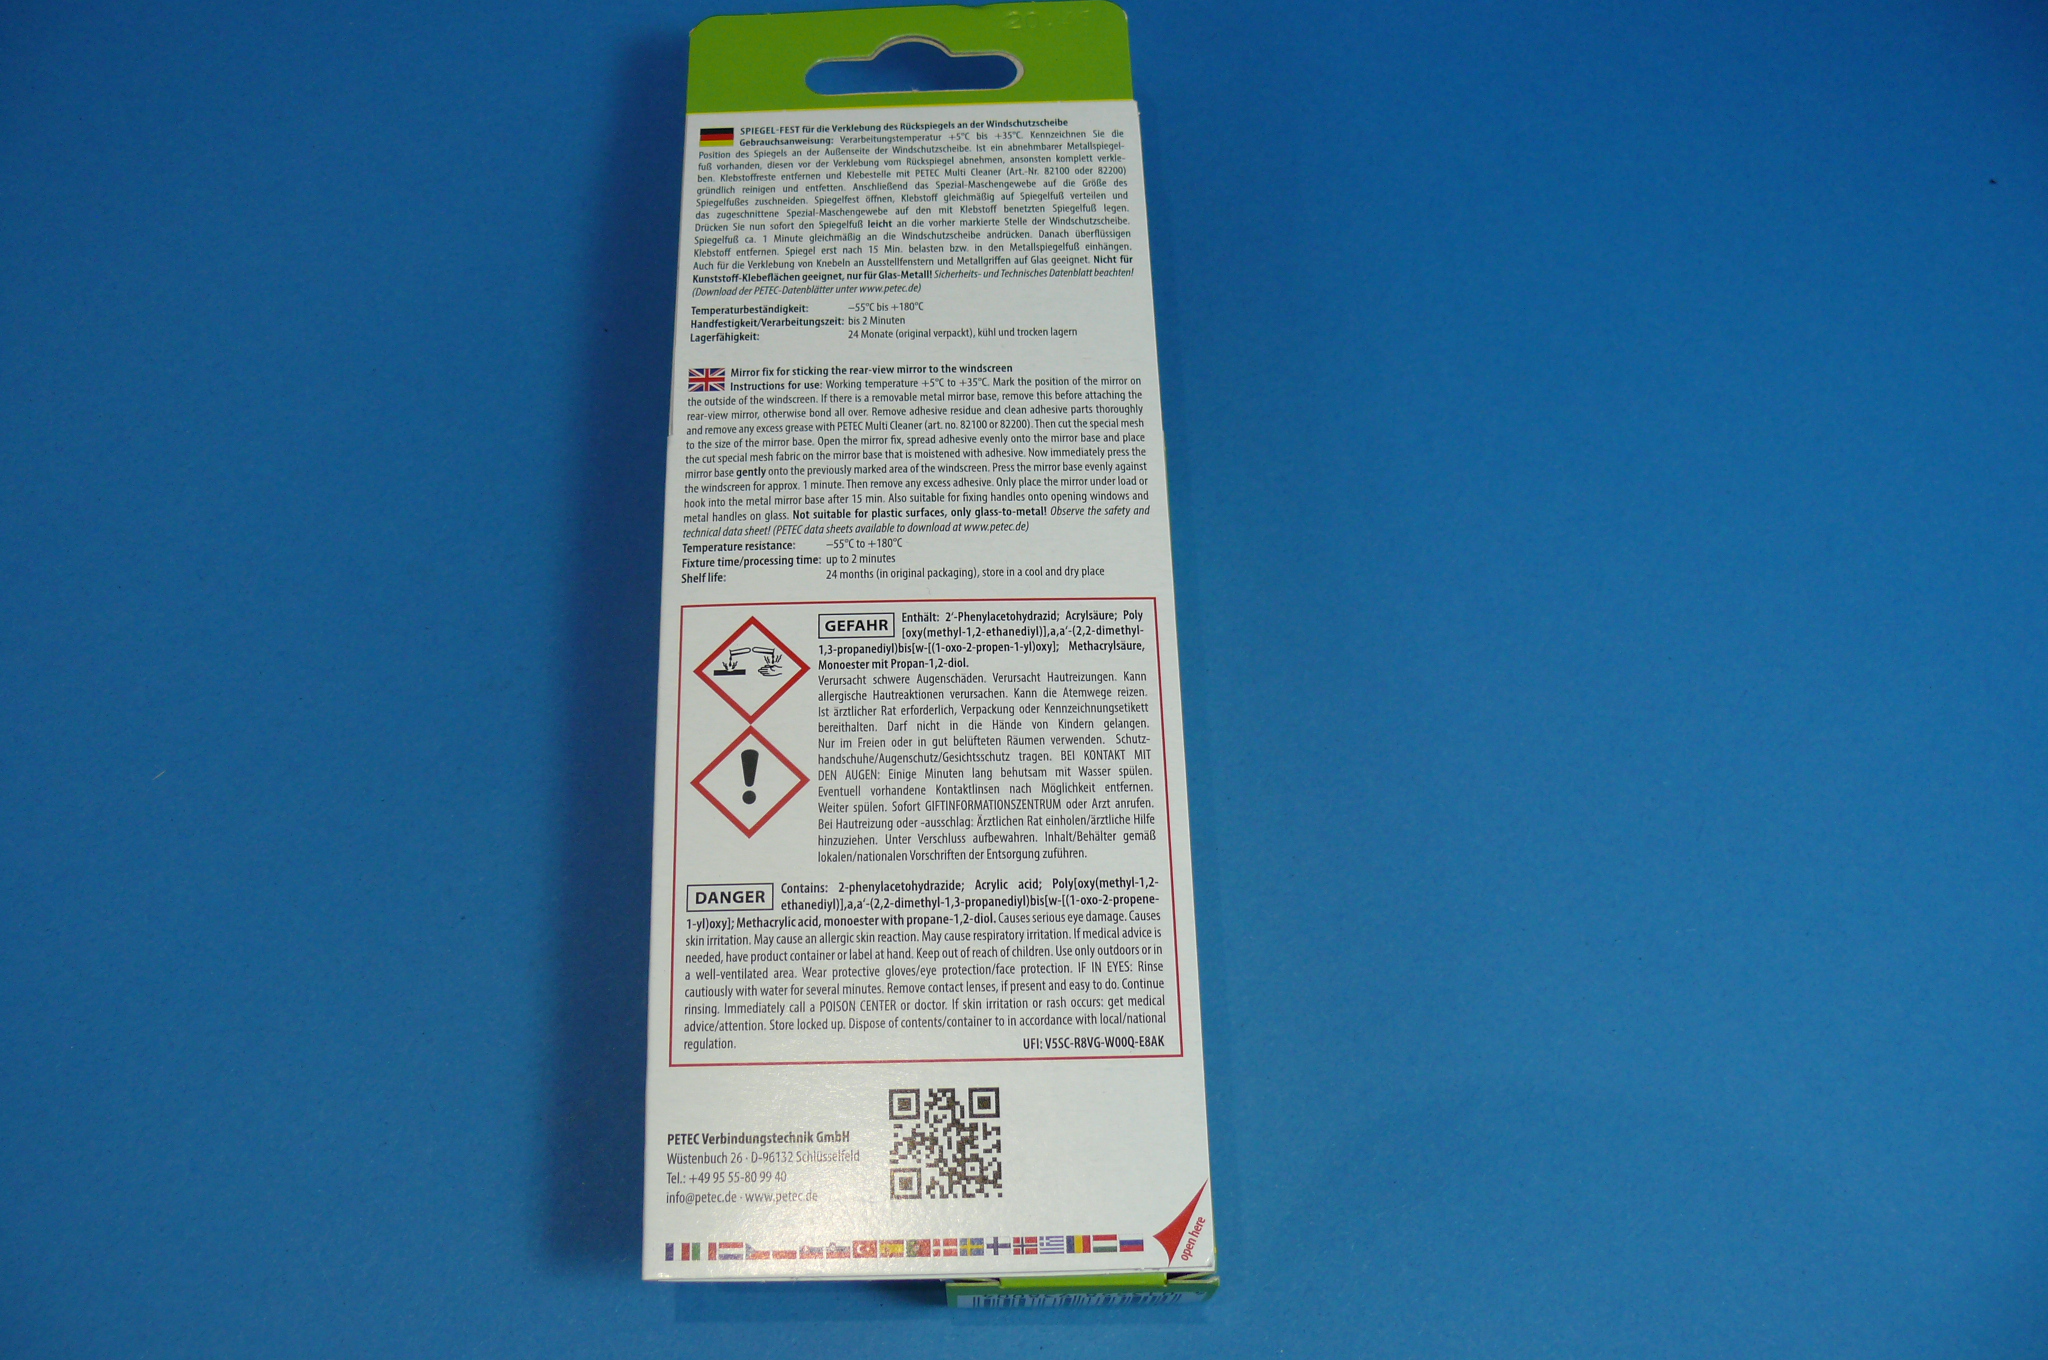 SPIEGEL-FEST für die Verklebung des Rückspiegels an der Windschutzscheibe
Gebrauchsanweisung: Verarbeitungstemperatur +5°C bis +35°C. Kennzeichnen Sie die
Position des Spiegels an der Außenseite der Windschutzscheibe. Ist ein abnehmbarer Metallspiegel-
fuß vorhanden, diesen vor der Verklebung vom Rückspiegel abnehmen, ansonsten komplett verkle-
ben. Klebstoffreste entfernen und Klebestelle mit PETEC Multi Cleaner (Art.-Nr. 82100 oder 82200)
gründlich reinigen und entfetten. Anschließend das Spezial-Maschengewebe auf die Größe des
Spiegelfußes zuschneiden. Spiegelfest öffnen, Klebstoff gleichmäßig auf Spiegelfuß verteilen und
das zugeschnittene Spezial-Maschengewebe auf den mit Klebstoff benetzten Spiegelfuß legen.
Drücken Sie nun sofort den Spiegelfuß leicht an die vorher markierte Stelle der Windschutzscheibe.
Spiegelfuß ca. 1 Minute gleichmäßig an die Windschutzscheibe andrücken. Danach überflüssigen
Klebstoff entfernen. Spiegel erst nach 15 Min. belasten bzw. in den Metallspiegelfuß einhängen.
Auch für die Verklebung von Knebeln an Ausstellfenstern und Metallgriffen auf Glas geeignet. Nicht für
Kunststoff-Klebeflächen geeignet, nur für Glas-Metall! Sicherheits- und Technisches Datenblatt beachten!
(Download der PETEC-Datenblätter unter www.petec.de)
Temperaturbeständigkeit: –55°C bis +180°C
Handfestigkeit/Verarbeitungszeit: bis 2 Minuten
Lagerfähigkeit: 24 Monate (original verpackt), kühl und trocken lagern
Mirror fix for sticking the rear-view mirror to the windscreen
Instructions for use: Working temperature +5°C to +35°C. Mark the position of the mirror on
the outside of the windscreen. If there is a removable metal mirror base, remove this before attaching the
rear-view mirror, otherwise bond all over. Remove adhesive residue and clean adhesive parts thoroughly
and remove any excess grease with PETEC Multi Cleaner (art. no. 82100 or 82200). Then cut the special mesh
to the size of the mirror base. Open the mirror fix, spread adhesive evenly onto the mirror base and place
the cut special mesh fabric on the mirror base that is moistened with adhesive. Now immediately press the
mirror base gently onto the previously marked area of the windscreen. Press the mirror base evenly against
the windscreen for approx. 1 minute. Then remove any excess adhesive. Only place the mirror under load or
hook into the metal mirror base after 15 min. Also suitable for fixing handles onto opening windows and
metal handles on glass. Not suitable for plastic surfaces, only glass-to-metal! Observe the safety and
technical data sheet! (PETEC data sheets available to download at www.petec.de)
Temperature resistance: –55°C to +180°C
Fixture time/processing time: up to 2 minutes
Shelf life: 24 months (in original packaging), store in a cool and dry place
GEFAHR Enthält: 2'-Phenylacetohydrazid; Acrylsäure; Poly
[oxy(methyl-1,2-ethanediyl)],a,a'-(2,2-dimethyl-
1,3-propanediyl)bis[w-[(1-oxo-2-propen-1-yl)oxy]; Methacrylsäure,
Monoester mit Propan-1,2-diol.
Verursacht schwere Augenschäden. Verursacht Hautreizungen. Kann
allergische Hautreaktionen verursachen. Kann die Atemwege reizen.
Ist ärztlicher Rat erforderlich, Verpackung oder Kennzeichnungsetikett
bereithalten. Darf nicht in die Hände von Kindern gelangen.
Nur im Freien oder in gut belüfteten Räumen verwenden. Schutz-
handschuhe/Augenschutz/Gesichtsschutz tragen. BEI KONTAKT MIT
DEN AUGEN: Einige Minuten lang behutsam mit Wasser spülen.
Eventuell vorhandene Kontaktlinsen nach Möglichkeit entfernen.
Weiter spülen. Sofort GIFTINFORMATIONSZENTRUM oder Arzt anrufen.
Bei Hautreizung oder -ausschlag: Ärztlichen Rat einholen/ärztliche Hilfe
hinzuziehen. Unter Verschluss aufbewahren. Inhalt/Behälter gemäß
lokalen/nationalen Vorschriften der Entsorgung zuführen.
DANGER Contains: 2-phenylacetohydrazide; Acrylic acid; Poly[oxy(methyl-1,2-
ethanediyl)],a,a'-(2,2-dimethyl-1,3-propanediyl)bis[w-[(1-oxo-2-propene-
1-yl)oxy]; Methacrylic acid, monoester with propane-1,2-diol. Causes serious eye damage. Causes
skin irritation. May cause an allergic skin reaction. May cause respiratory irritation. If medical advice is
needed, have product container or label at hand. Keep out of reach of children. Use only outdoors or in
a well-ventilated area. Wear protective gloves/eye protection/face protection. IF IN EYES: Rinse
cautiously with water for several minutes. Remove contact lenses, if present and easy to do. Continue
rinsing. Immediately call a POISON CENTER or doctor. If skin irritation or rash occurs: get medical
advice/attention. Store locked up. Dispose of contents/container to in accordance with local/national
regulation. UFI: V5SC-R8VG-W00Q-E8AK
PETEC Verbindungstechnik GmbH
Wüstenbuch 26 · D-96132 Schlüsselfeld
Tel.: +49 95 55-80 99 40
info@petec.de · www.petec.de
open here